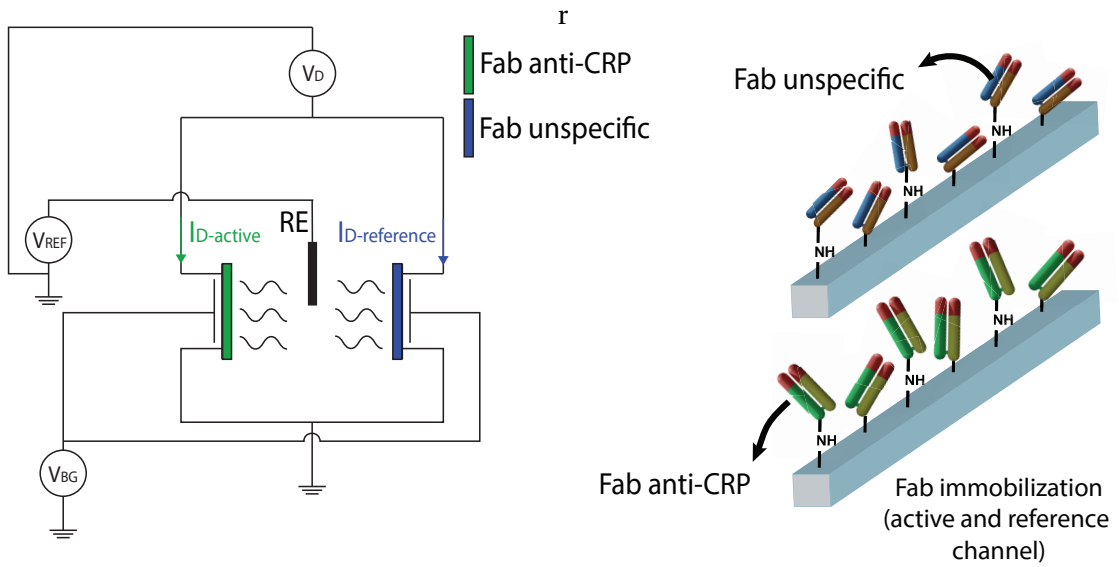 r
VD
Fab anti-CRP
Fab unspecific
VREF
ID-active
RE
ID-reference
VBG
Fab unspecific
NH
NH
NH
NH
NH
NH
Fab anti-CRP
Fab immobilization
(active and reference
channel)